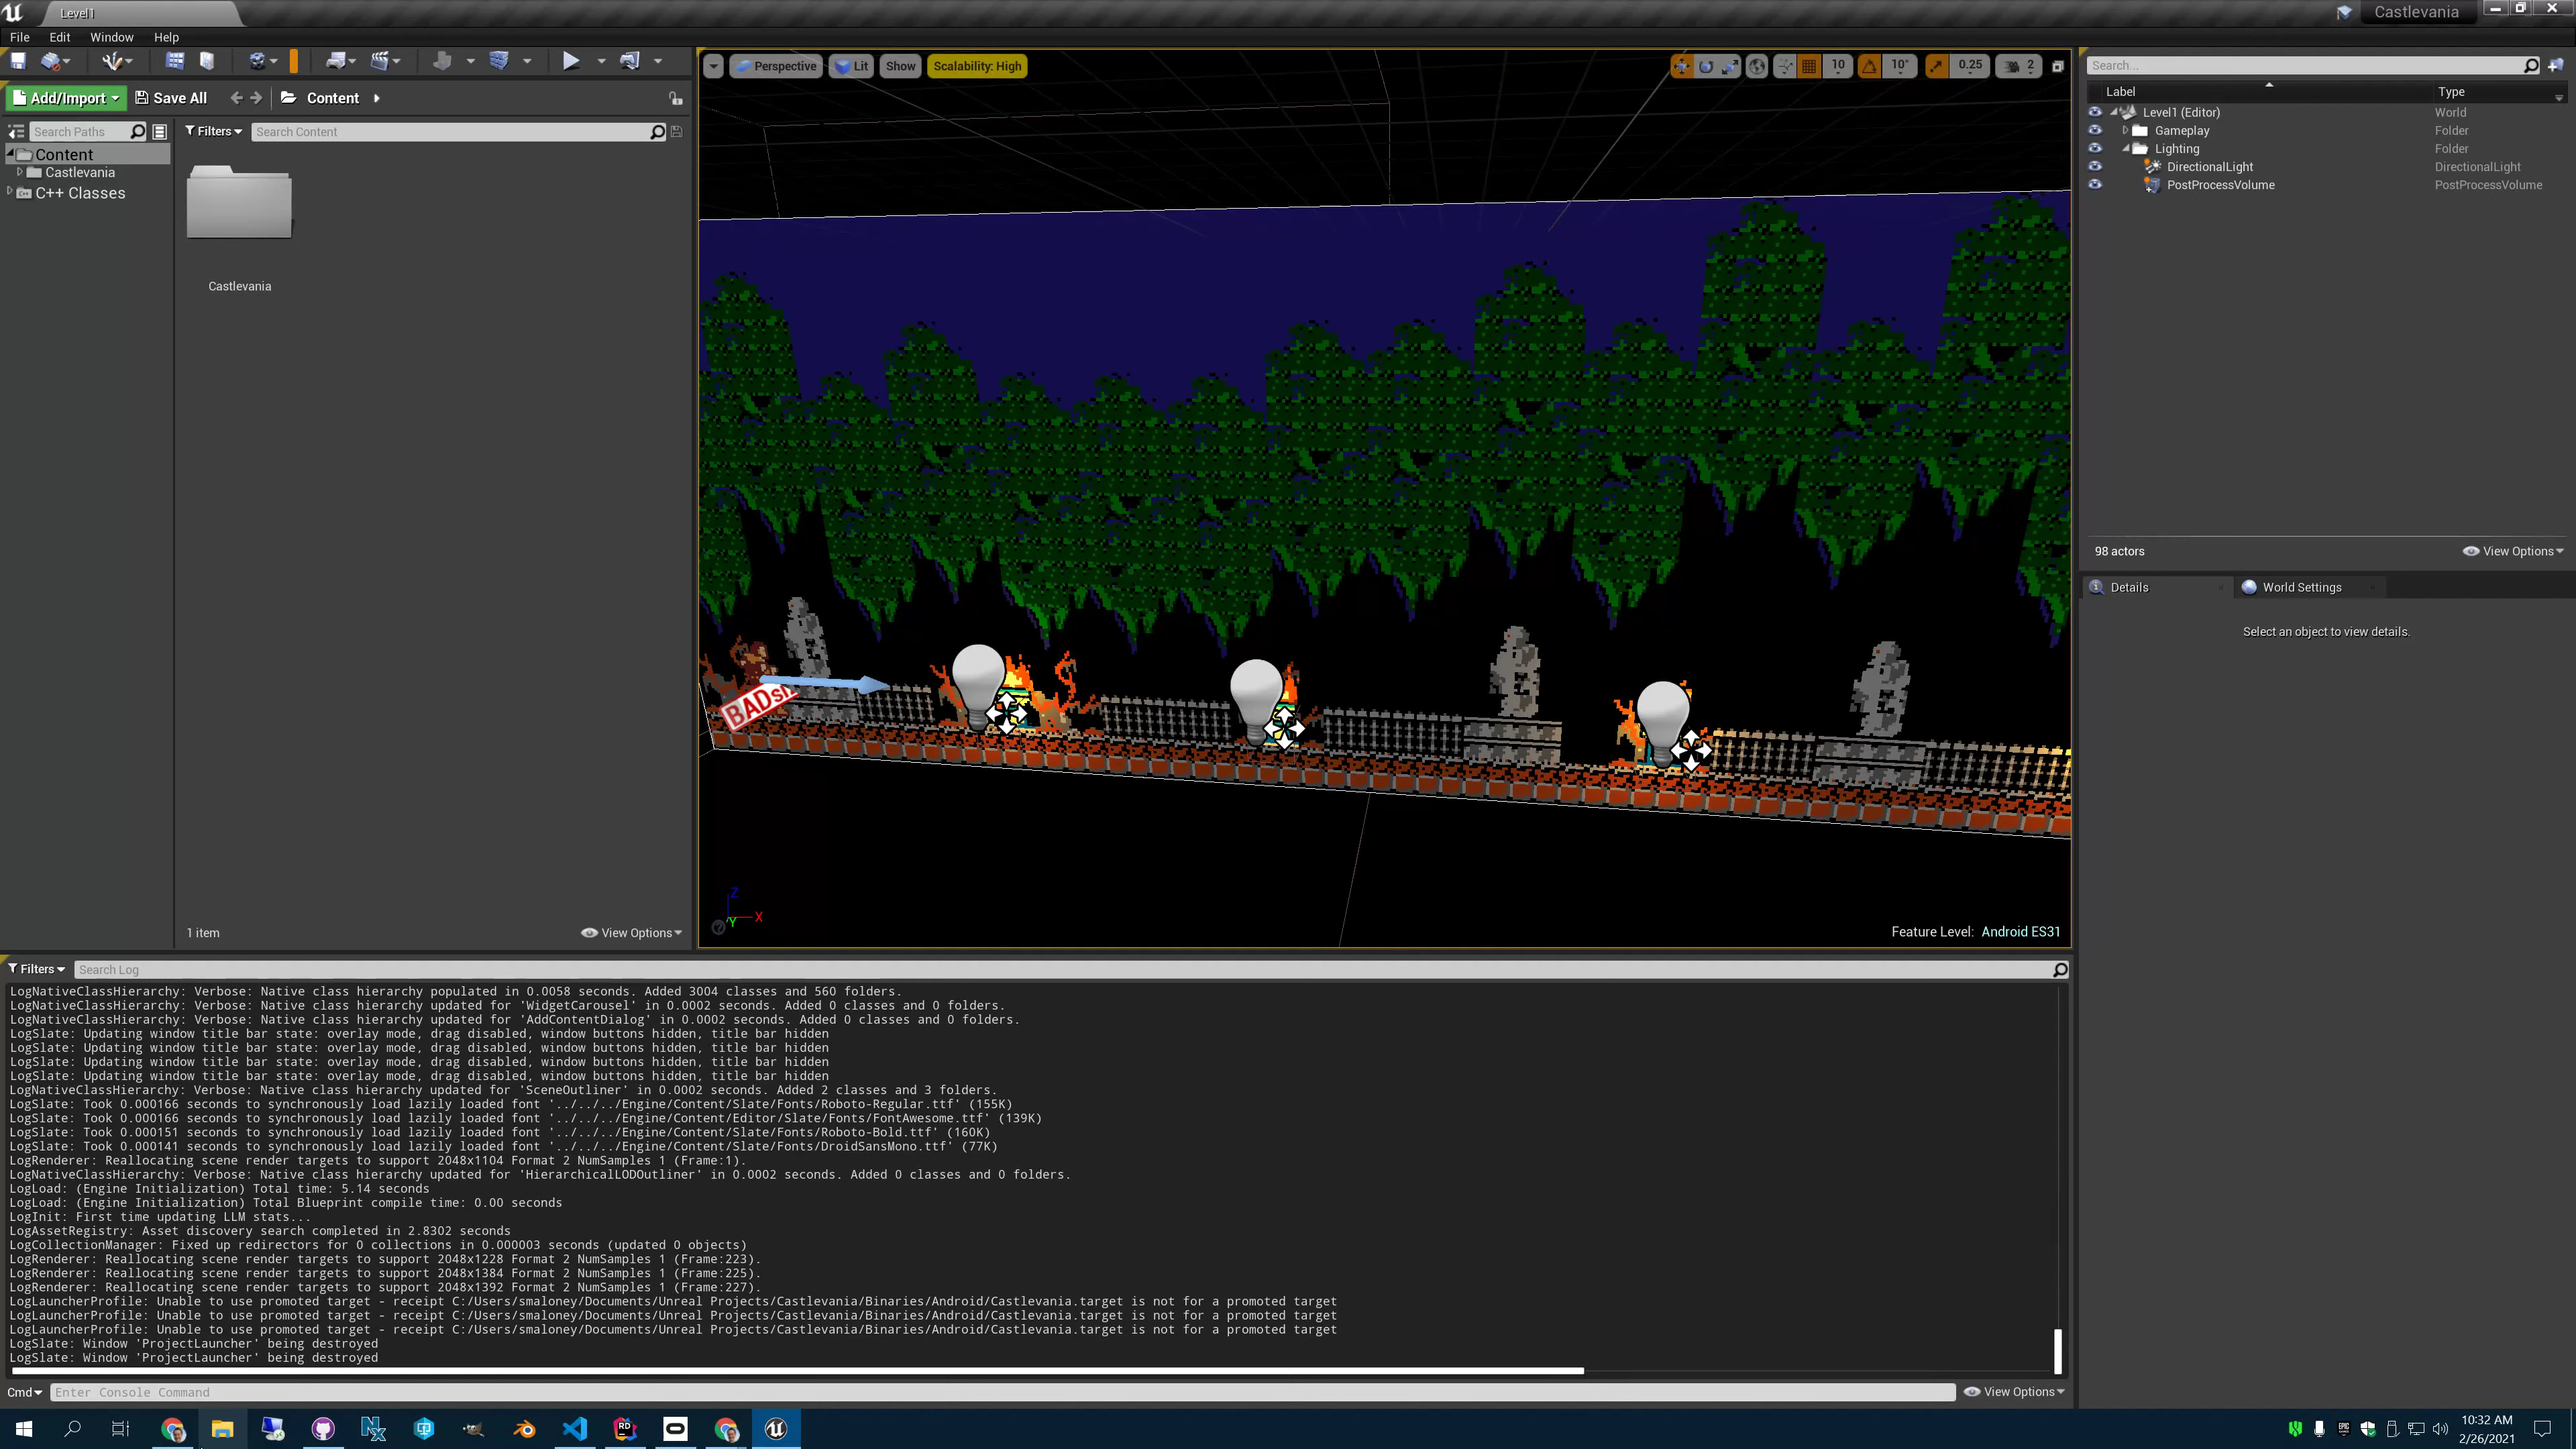 Level1
Castlevania
File Edit Window Help
Add/Import Save All Content
Search Paths
Filters Search Content
Content
Castlevania
C++ Classes
Castlevania
1 item
View Options
Perspective Lit Show Scalability: High
10 10° 0.25 2
BADsize
Z
X
Y
Feature Level: Android ES31
Search...
Label Type
Level1 (Editor) World
Gameplay Folder
Lighting Folder
DirectionalLight DirectionalLight
PostProcessVolume PostProcessVolume
98 actors
View Options
Details World Settings
Select an object to view details.
Filters Search Log
LogNativeClassHierarchy: Verbose: Native class hierarchy populated in 0.0058 seconds. Added 3004 classes and 560 folders.
LogNativeClassHierarchy: Verbose: Native class hierarchy updated for 'WidgetCarousel' in 0.0002 seconds. Added 0 classes and 0 folders.
LogNativeClassHierarchy: Verbose: Native class hierarchy updated for 'AddContentDialog' in 0.0002 seconds. Added 0 classes and 0 folders.
LogSlate: Updating window title bar state: overlay mode, drag disabled, window buttons hidden, title bar hidden
LogSlate: Updating window title bar state: overlay mode, drag disabled, window buttons hidden, title bar hidden
LogSlate: Updating window title bar state: overlay mode, drag disabled, window buttons hidden, title bar hidden
LogSlate: Updating window title bar state: overlay mode, drag disabled, window buttons hidden, title bar hidden
LogNativeClassHierarchy: Verbose: Native class hierarchy updated for 'SceneOutliner' in 0.0002 seconds. Added 2 classes and 3 folders.
LogSlate: Took 0.000166 seconds to synchronously load lazily loaded font '../../../Engine/Content/Slate/Fonts/Roboto-Regular.ttf' (155K)
LogSlate: Took 0.000166 seconds to synchronously load lazily loaded font '../../../Engine/Content/Editor/Slate/Fonts/FontAwesome.ttf' (139K)
LogSlate: Took 0.000151 seconds to synchronously load lazily loaded font '../../../Engine/Content/Slate/Fonts/Roboto-Bold.ttf' (160K)
LogSlate: Took 0.000141 seconds to synchronously load lazily loaded font '../../../Engine/Content/Slate/Fonts/DroidSansMono.ttf' (77K)
LogRenderer: Reallocating scene render targets to support 2048x1104 Format 2 NumSamples 1 (Frame:1).
LogNativeClassHierarchy: Verbose: Native class hierarchy updated for 'HierarchicalLODOutliner' in 0.0002 seconds. Added 0 classes and 0 folders.
LogLoad: (Engine Initialization) Total time: 5.14 seconds
LogLoad: (Engine Initialization) Total Blueprint compile time: 0.00 seconds
LogInit: First time updating LLM stats...
LogAssetRegistry: Asset discovery search completed in 2.8302 seconds
LogCollectionManager: Fixed up redirectors for 0 collections in 0.000003 seconds (updated 0 objects)
LogRenderer: Reallocating scene render targets to support 2048x1228 Format 2 NumSamples 1 (Frame:223).
LogRenderer: Reallocating scene render targets to support 2048x1384 Format 2 NumSamples 1 (Frame:225).
LogRenderer: Reallocating scene render targets to support 2048x1392 Format 2 NumSamples 1 (Frame:227).
LogLauncherProfile: Unable to use promoted target - receipt C:/Users/smaloney/Documents/Unreal Projects/Castlevania/Binaries/Android/Castlevania.target is not for a promoted target
LogLauncherProfile: Unable to use promoted target - receipt C:/Users/smaloney/Documents/Unreal Projects/Castlevania/Binaries/Android/Castlevania.target is not for a promoted target
LogLauncherProfile: Unable to use promoted target - receipt C:/Users/smaloney/Documents/Unreal Projects/Castlevania/Binaries/Android/Castlevania.target is not for a promoted target
LogSlate: Window 'ProjectLauncher' being destroyed
LogSlate: Window 'ProjectLauncher' being destroyed
Cmd Enter Console Command
View Options
10:32 AM
2/26/2021